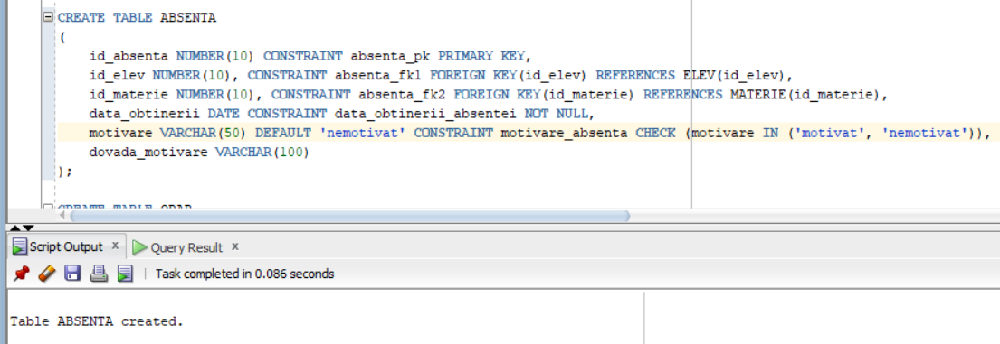 CREATE TABLE ABSENTA
(
id_absenta NUMBER(10) CONSTRAINT absenta_pk PRIMARY KEY,
id_elev NUMBER(10), CONSTRAINT absenta_fk1 FOREIGN KEY(id_elev) REFERENCES ELEV(id_elev),
id_materie NUMBER(10), CONSTRAINT absenta_fk2 FOREIGN KEY(id_materie) REFERENCES MATERIE(id_materie),
data_obtinerii DATE CONSTRAINT data_obtinerii_absentei NOT NULL,
motivare VARCHAR(50) DEFAULT 'nemotivat' CONSTRAINT motivare_absenta CHECK (motivare IN ('motivat', 'nemotivat')),
dovada_motivare VARCHAR(100)
);
CREATE TABLE ORAR
Script Output x Query Result x
Task completed in 0.086 seconds
Table ABSENTA created.